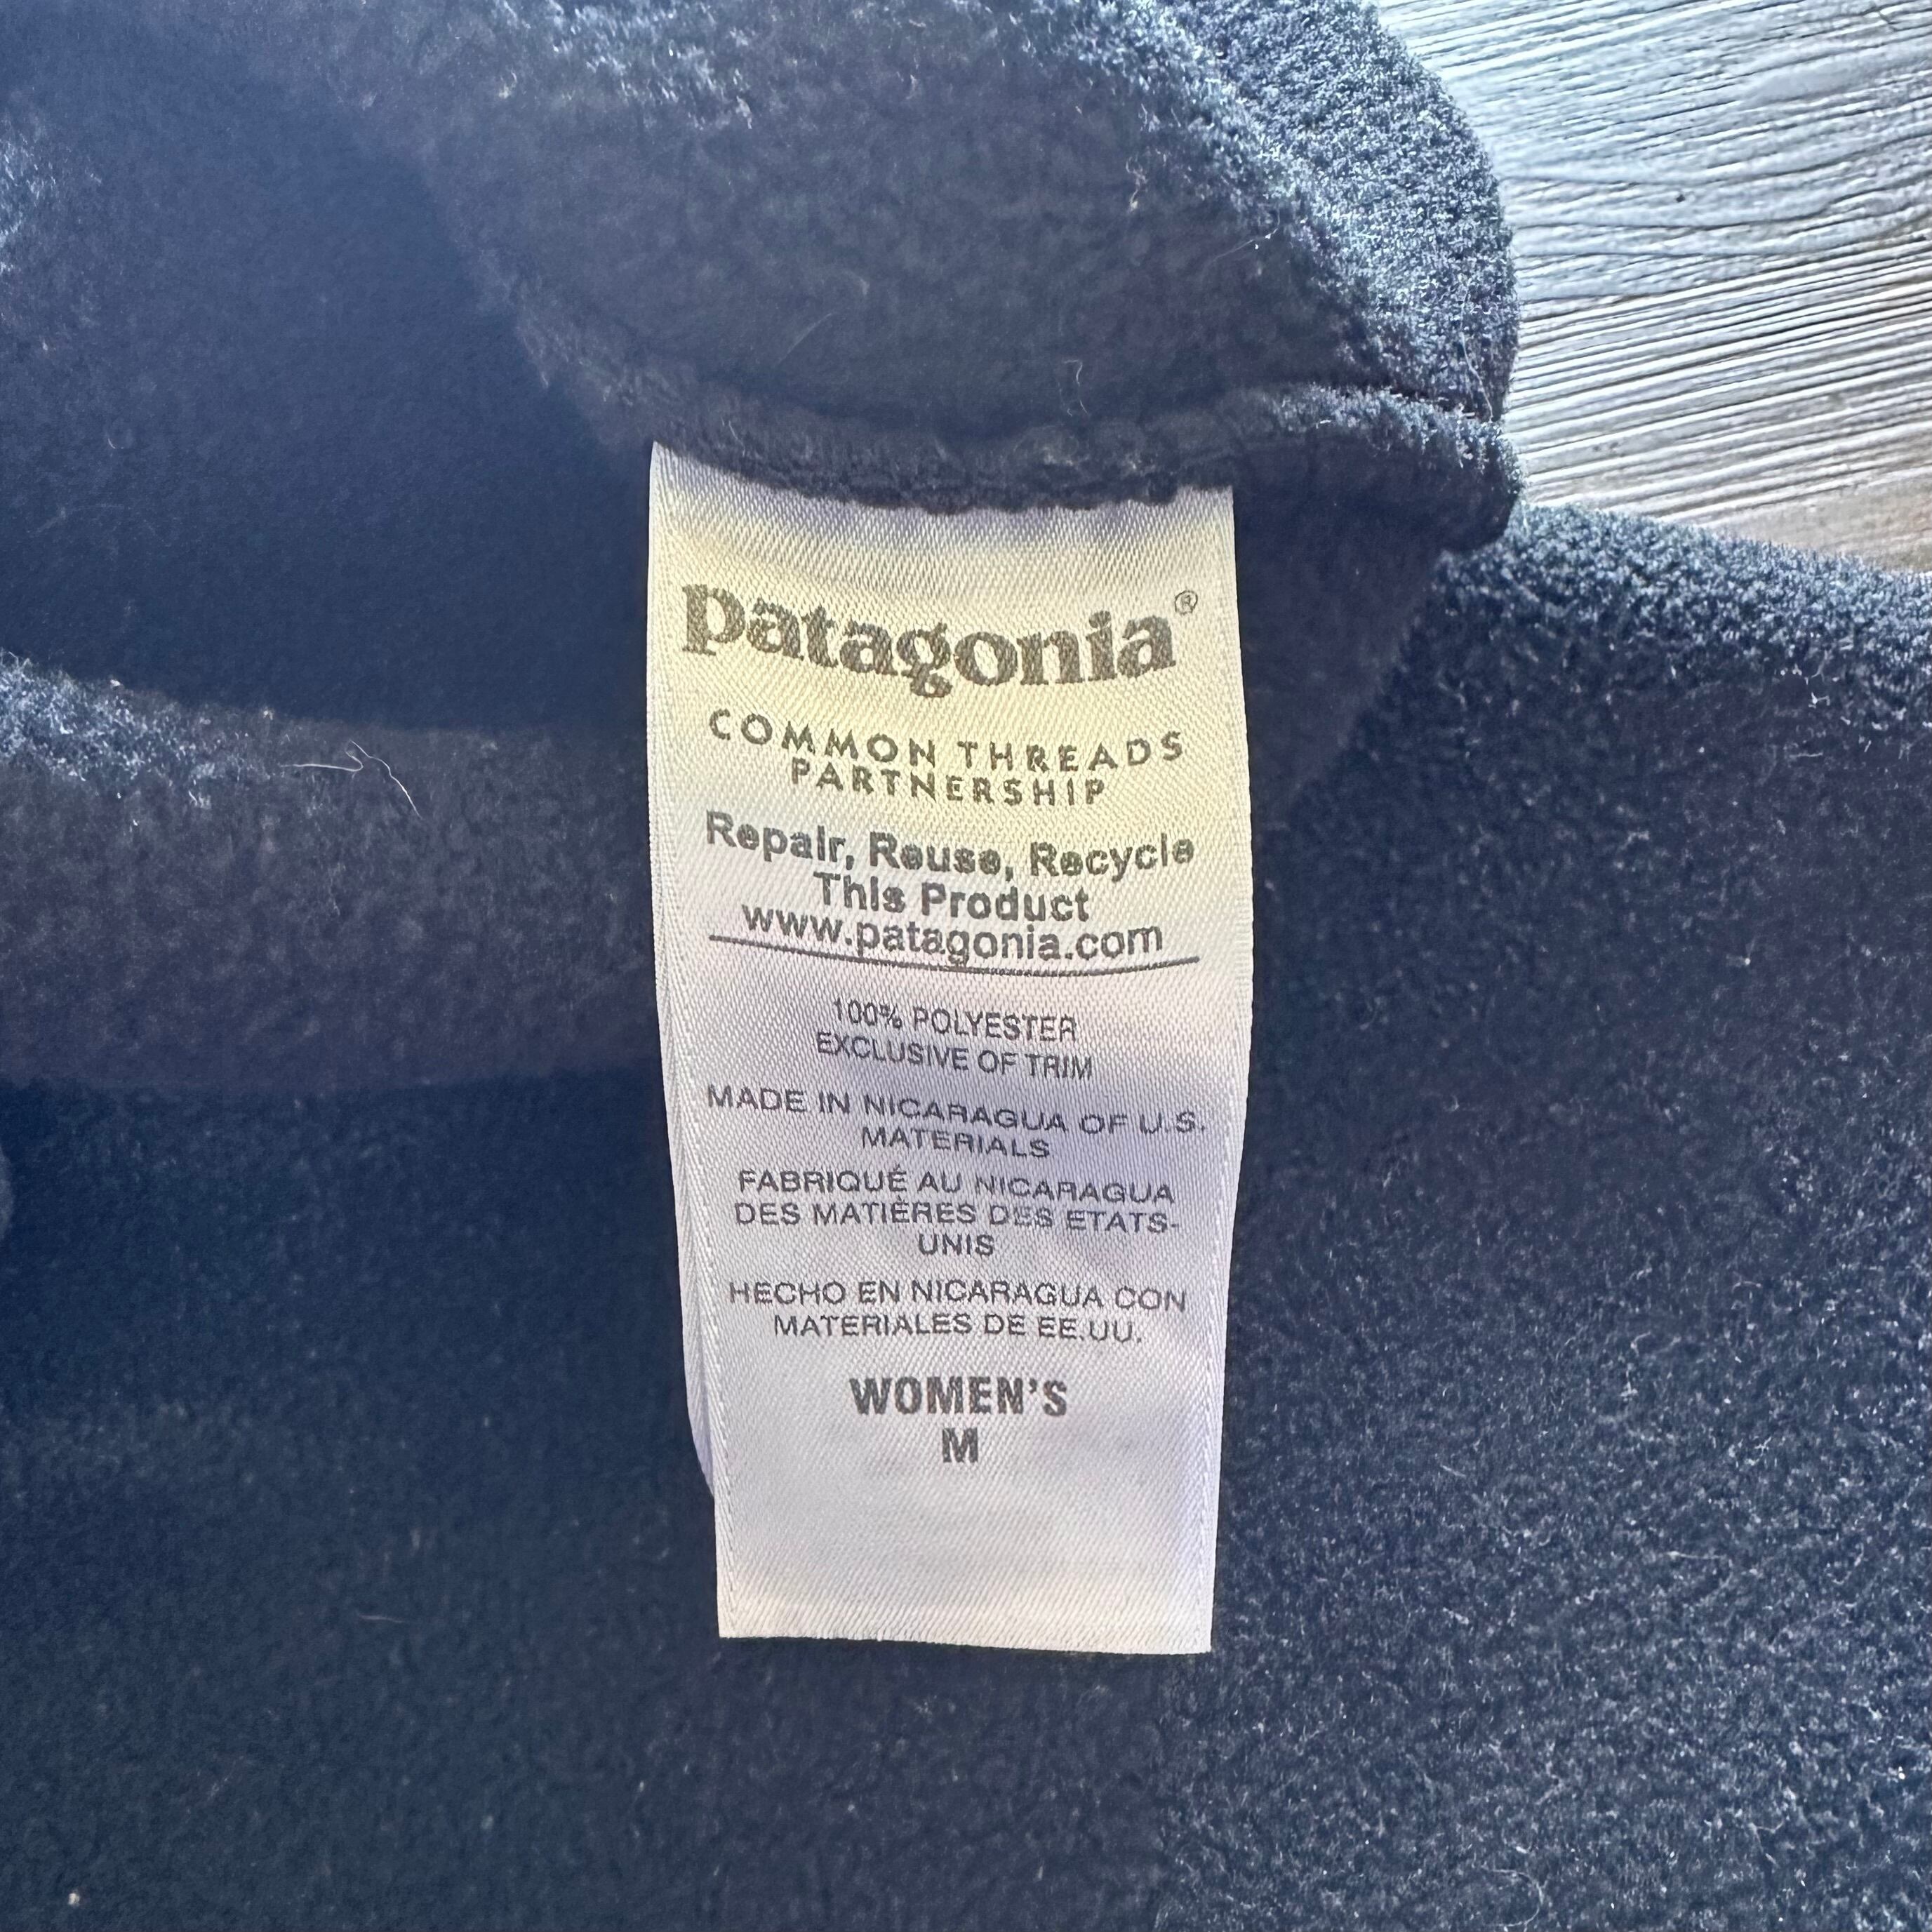 patagonia®
COMMON THREADS
PARTNERSHIP
Repair, Reuse, Recycle
This Product
www.patagonia.com
100% POLYESTER
EXCLUSIVE OF TRIM
MADE IN NICARAGUA OF U.S.
MATERIALS
FABRIQUÉ AU NICARAGUA
DES MATIÈRES DES ETATS-
UNIS
HECHO EN NICARAGUA CON
MATERIALES DE EE.UU.
WOMEN'S
M